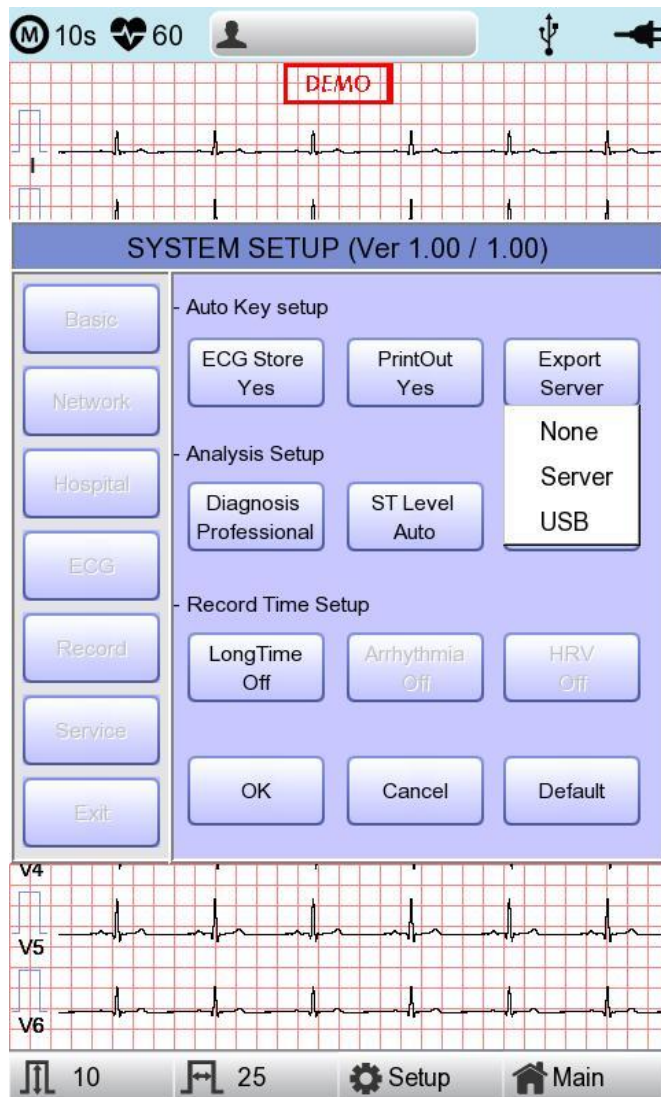 M 10s 60
DEMO
I
SYSTEM SETUP (Ver 1.00 / 1.00)
Basic
Network
Hospital
ECG
Record
Service
Exit
- Auto Key setup
ECG Store
Yes
PrintOut
Yes
Export
Server
None
Server
USB
- Analysis Setup
Diagnosis
Professional
ST Level
Auto
- Record Time Setup
LongTime
Off
Arrhythmia
Off
HRV
Off
OK
Cancel
Default
V4
V5
V6
10
25
Setup
Main